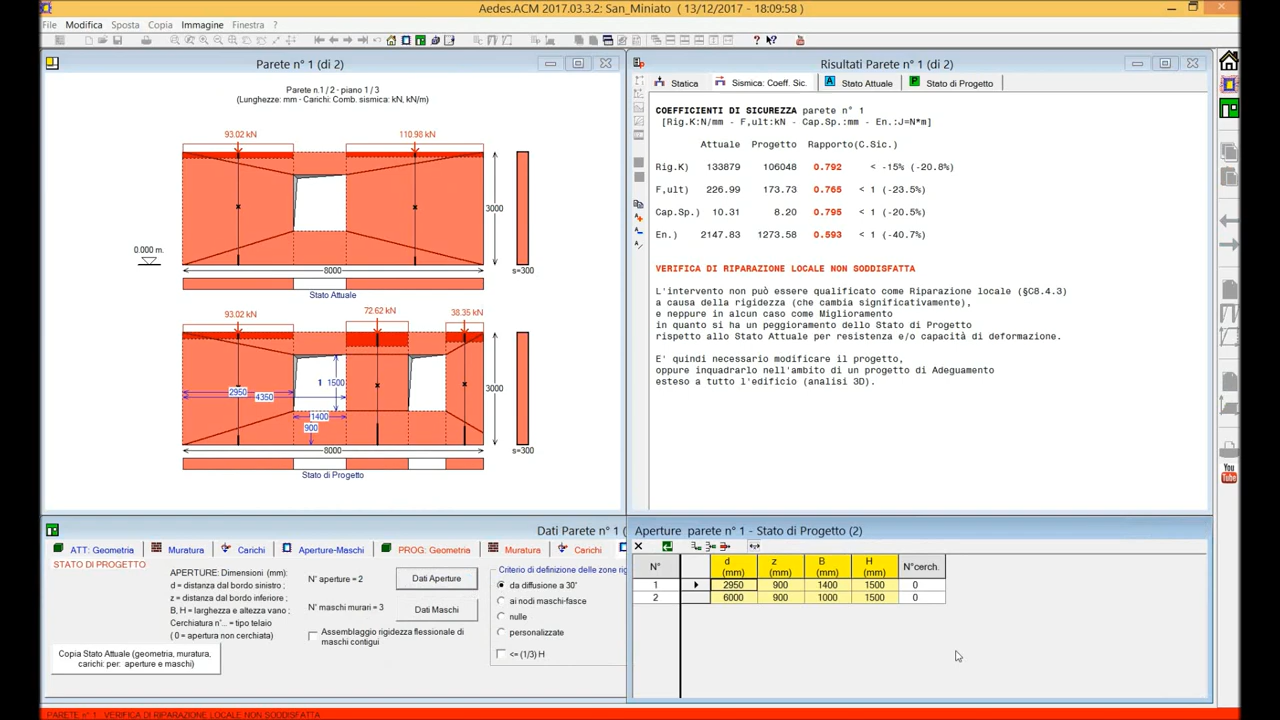 Aedes.ACM 2017.03.3.2: San_Miniato ( 13/12/2017 - 18:09:58)
File Modifica Sposta Copia Immagine Finestra ?
Parete n° 1 (di 2)
Parete n.1 / 2 - piano 1 / 3
(Lunghezze: mm - Carichi: Comb. sismica: kN, kN/m)
93.02 kN 110.98 kN
3000
0.000 m.
8000 s=300
Stato Attuale
93.02 kN 72.62 kN 38.35 kN
1 1500
2950
4350
3000
1400
900
8000 s=300
Stato di Progetto
Risultati Parete n° 1 (di 2)
Statica Sismica: Coeff. Sic. A Stato Attuale P Stato di Progetto
COEFFICIENTI DI SICUREZZA parete n° 1
[Rig.K:N/mm - F,ult:kN - Cap.Sp.:mm - En.:J=N*m]
Attuale Progetto Rapporto(C.Sic.)
Rig.K) 133879 106048 0.792 < -15% (-20.8%)
F,ult) 226.99 173.73 0.765 < 1 (-23.5%)
Cap.Sp.) 10.31 8.20 0.795 < 1 (-20.5%)
En.) 2147.83 1273.58 0.593 < 1 (-40.7%)
VERIFICA DI RIPARAZIONE LOCALE NON SODDISFATTA
L'intervento non può essere qualificato come Riparazione locale (§C8.4.3)
a causa della rigidezza (che cambia significativamente),
e neppure in alcun caso come Miglioramento
in quanto si ha un peggioramento dello Stato di Progetto
rispetto allo Stato Attuale per resistenza e/o capacità di deformazione.
E' quindi necessario modificare il progetto,
oppure inquadrarlo nell'ambito di un progetto di Adeguamento
esteso a tutto l'edificio (analisi 3D).
You
Tube
Dati Parete n° 1 (
ATT: Geometria Muratura Carichi Aperture-Maschi PROG: Geometria Muratura Carichi
STATO DI PROGETTO
APERTURE: Dimensioni (mm):
d = distanza dal bordo sinistro ;
z = distanza dal bordo inferiore ;
B, H = larghezza e altezza vano ;
Cerchiatura n°... = tipo telaio
( 0 = apertura non cerchiata)
Copia Stato Attuale (geometria, muratura,
carichi: per: aperture e maschi)
N° aperture = 2 Dati Aperture
N° maschi murari = 3 Dati Maschi
Assemblaggio rigidezza flessionale di
maschi contigui
Criterio di definizione delle zone rig
da diffusione a 30°
ai nodi maschi-fasce
nulle
personalizzate
<= (1/3) H
Aperture parete n° 1 - Stato di Progetto (2)
N° d (mm) z (mm) B (mm) H (mm) N°cerch.
1 2950 900 1400 1500 0
2 6000 900 1000 1500 0
PARETE n° 1 : VERIFICA DI RIPARAZIONE LOCALE NON SODDISFATTA